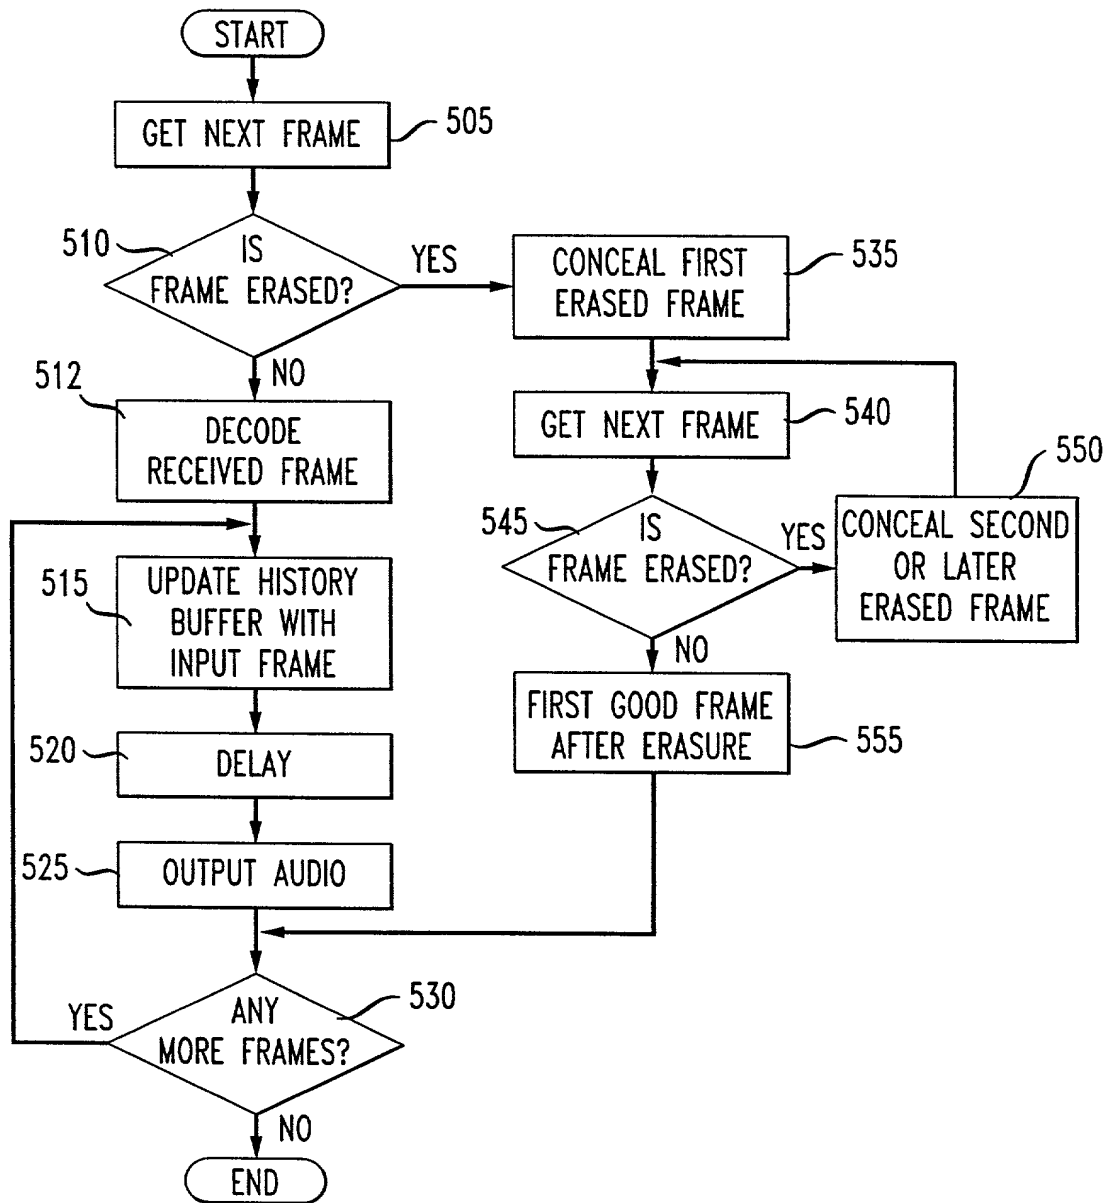 START
GET NEXT FRAME
505
510
IS
FRAME ERASED?
YES
NO
CONCEAL FIRST
ERASED FRAME
535
512
DECODE
RECEIVED FRAME
GET NEXT FRAME
540
545
IS
FRAME ERASED?
YES
NO
550
CONCEAL SECOND
OR LATER
ERASED FRAME
515
UPDATE HISTORY
BUFFER WITH
INPUT FRAME
FIRST GOOD FRAME
AFTER ERASURE
555
520
DELAY
525
OUTPUT AUDIO
YES
ANY
MORE FRAMES?
530
NO
END